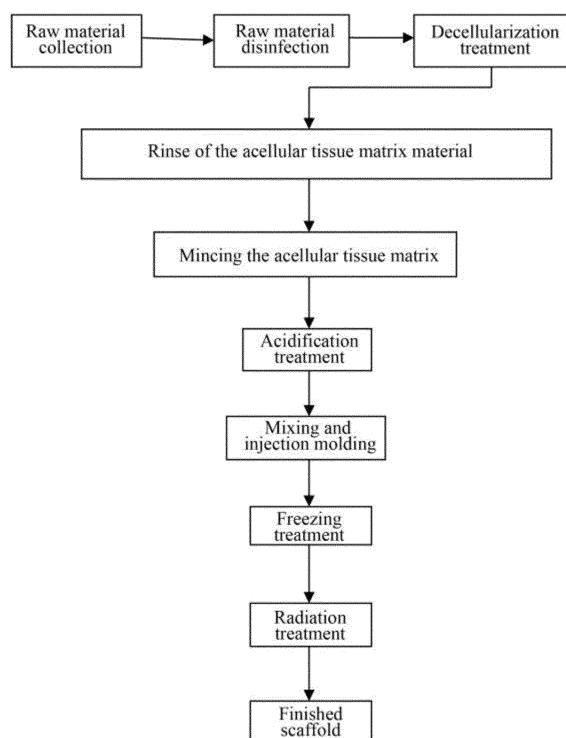 Raw material
collection
Raw material
disinfection
Decellularization
treatment
Rinse of the acellular tissue matrix material
Mincing the acellular tissue matrix
Acidification
treatment
Mixing and
injection molding
Freezing
treatment
Radiation
treatment
Finished
scaffold